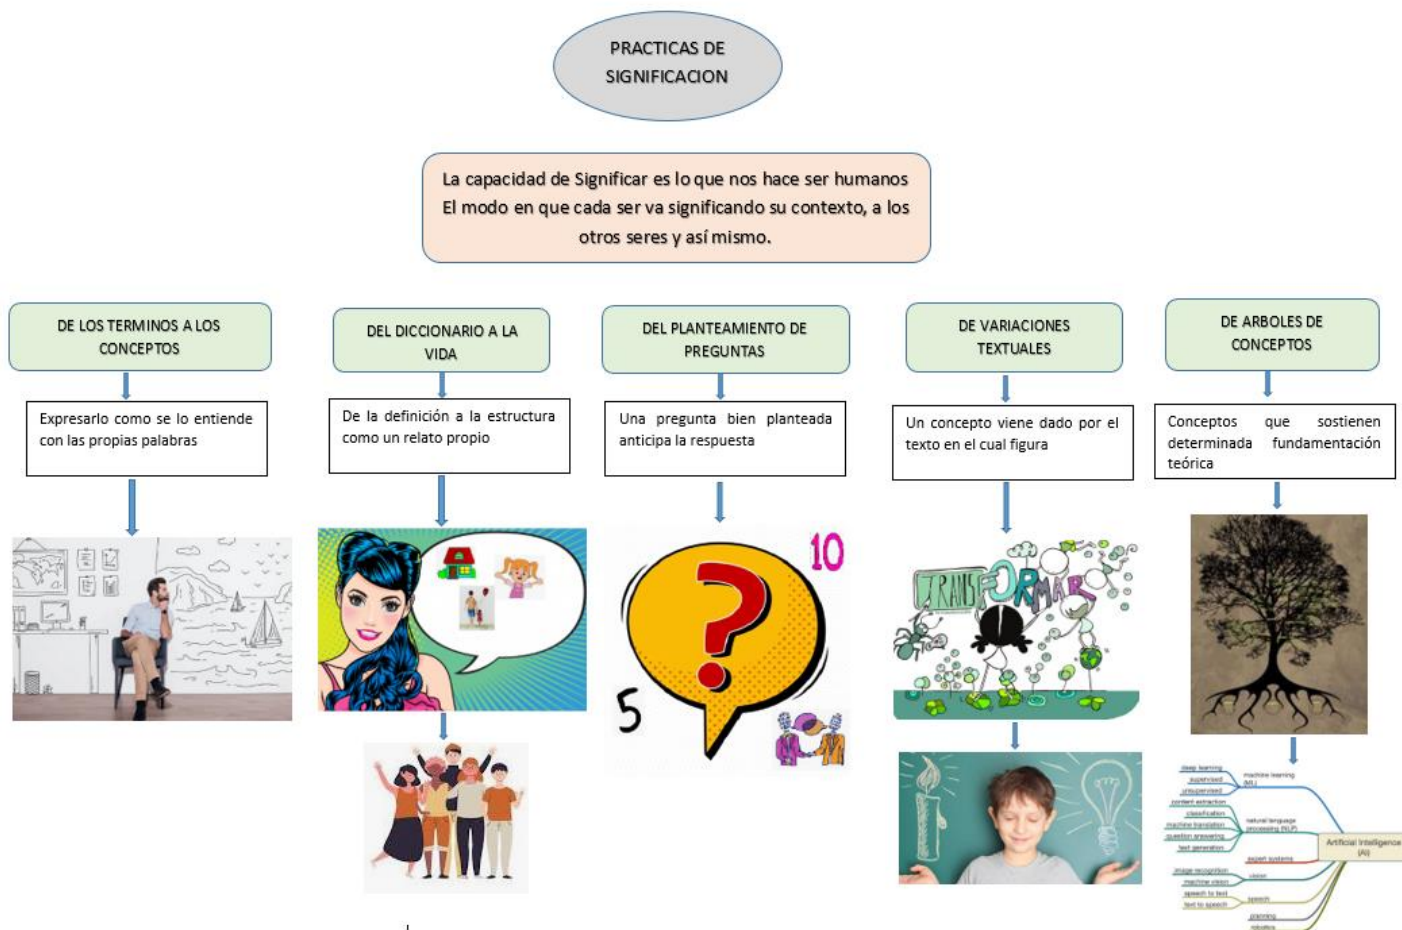 PRACTICAS DE
SIGNIFICACION
La capacidad de Significar es lo que nos hace ser humanos
El modo en que cada ser va significando su contexto, a los
otros seres y así mismo.
DE LOS TERMINOS A LOS
CONCEPTOS
Expresarlo como se lo entiende
con las propias palabras
DEL DICCIONARIO A LA
VIDA
De la definición a la estructura
como un relato propio
DEL PLANTEAMIENTO DE
PREGUNTAS
Una pregunta bien planteada
anticipa la respuesta
?
10
5
DE VARIACIONES
TEXTUALES
Un concepto viene dado por el
texto en el cual figura
TRANSFORMAR
DE ARBOLES DE
CONCEPTOS
Conceptos que sostienen
determinada fundamentación
teórica
deep learning
supervised
unsupervised
machine learning
(ML)
content extraction
classification
machine translation
question answering
text generation
natural language
processing (NLP)
expert systems
image recognition
machine vision
vision
speech to text
text to speech
speech
planning
robotics
Artificial Intelligence
(AI)